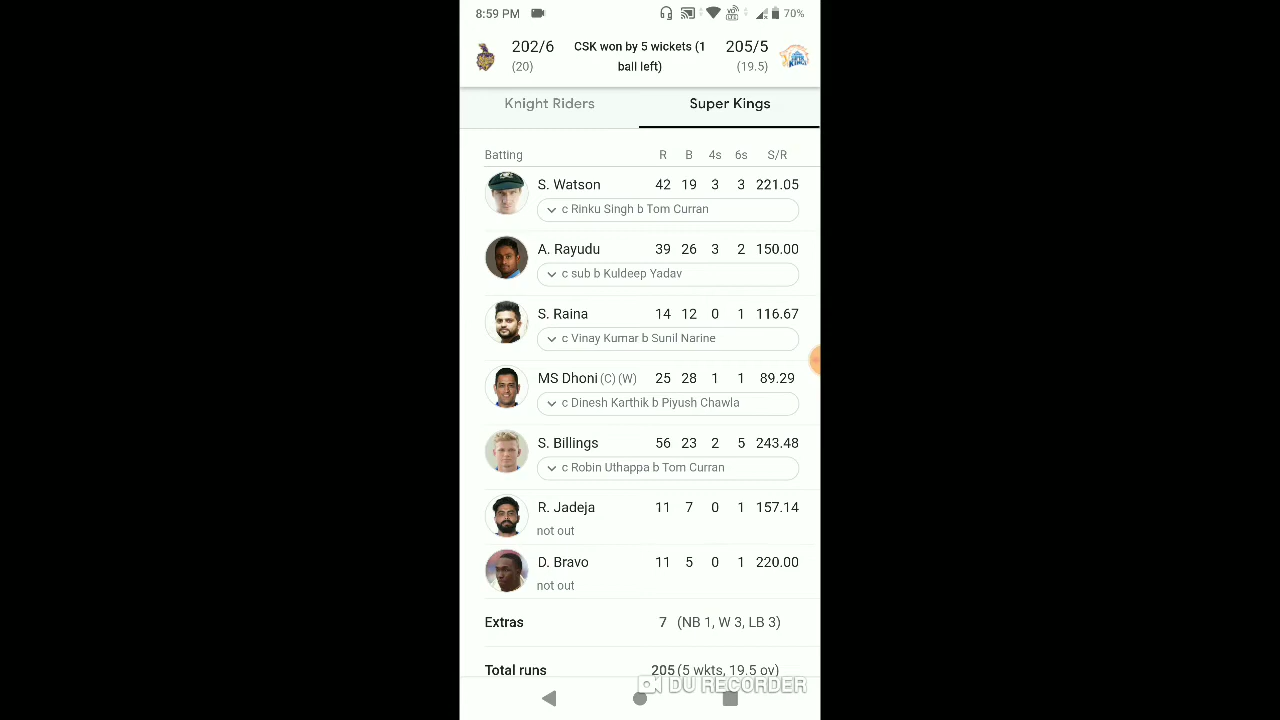 8:59 PM 70%
202/6 CSK won by 5 wickets (1 205/5
(20) ball left) (19.5)
Knight Riders Super Kings
Batting R B 4s 6s S/R
S. Watson 42 19 3 3 221.05
c Rinku Singh b Tom Curran
A. Rayudu 39 26 3 2 150.00
c sub b Kuldeep Yadav
S. Raina 14 12 0 1 116.67
c Vinay Kumar b Sunil Narine
MS Dhoni (C) (W) 25 28 1 1 89.29
c Dinesh Karthik b Piyush Chawla
S. Billings 56 23 2 5 243.48
c Robin Uthappa b Tom Curran
R. Jadeja 11 7 0 1 157.14
not out
D. Bravo 11 5 0 1 220.00
not out
Extras 7 (NB 1, W 3, LB 3)
Total runs 205 (5 wkts, 19.5 ov)
DU RECORDER